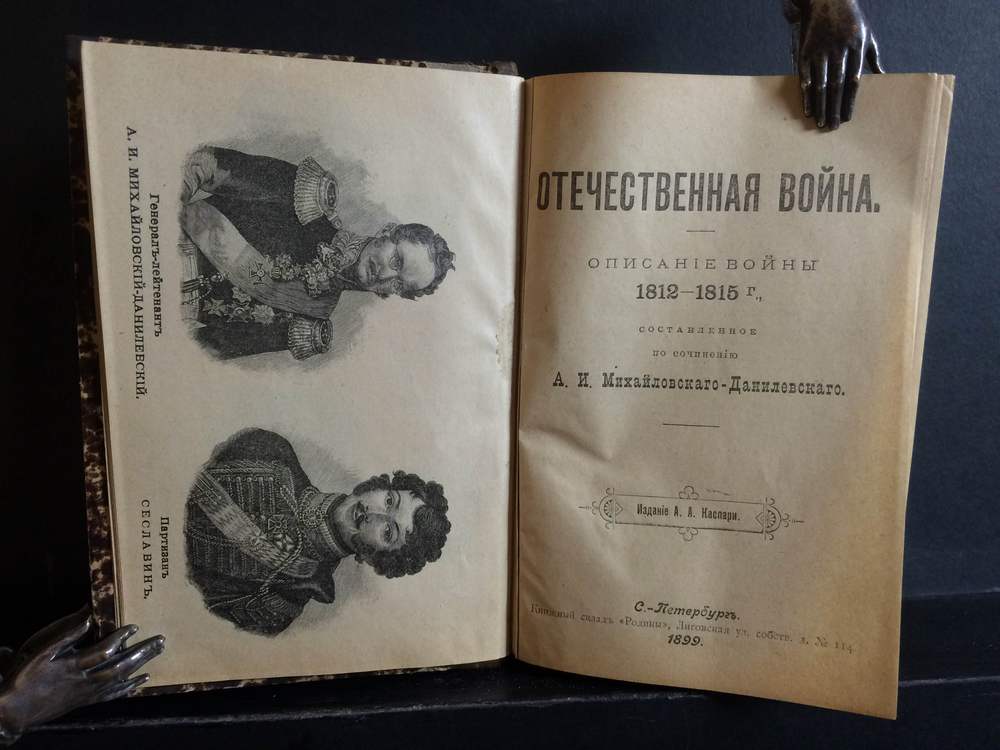 Генералъ-лейтенантъ
А. И. МИХАЙЛОВСКІЙ-ДАНИЛЕВСКІЙ.
Партизанъ
СЕСЛАВИНЪ.
ОТЕЧЕСТВЕННАЯ ВОЙНА.
ОПИСАНІЕ ВОЙНЫ
1812–1815 г.,
СОСТАВЛЕННОЕ
по сочиненію
А. И. Михайловскаго-Данилевскаго.
Изданіе А. А. Каспари.
С.-Петербургъ.
Книжный складъ «Родины», Лиговская ул. собств. д. № 114.
1899.